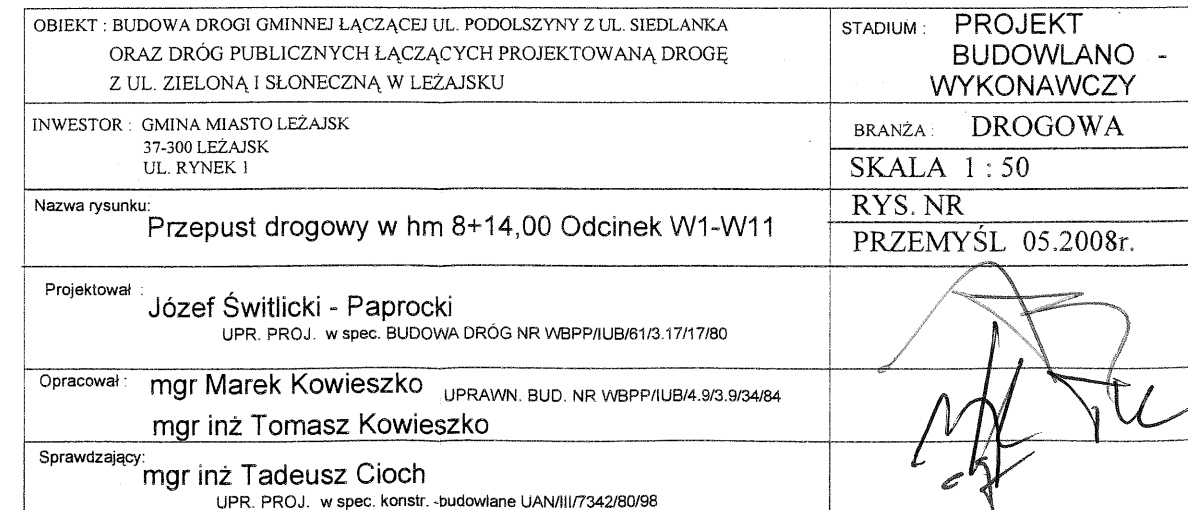 OBIEKT : BUDOWA DROGI GMINNEJ ŁĄCZĄCEJ UL. PODOLSZYNY Z UL. SIEDLANKA
ORAZ DRÓG PUBLICZNYCH ŁĄCZĄCYCH PROJEKTOWANĄ DROGĘ
Z UL. ZIELONĄ I SŁONECZNĄ W LEŻAJSKU
STADIUM : PROJEKT
BUDOWLANO -
WYKONAWCZY
INWESTOR : GMINA MIASTO LEŻAJSK
37-300 LEŻAJSK
UL. RYNEK 1
BRANŻA : DROGOWA
SKALA 1 : 50
Nazwa rysunku:
Przepust drogowy w hm 8+14,00 Odcinek W1-W11
RYS. NR
PRZEMYŚL 05.2008r.
Projektował :
Józef Świtlicki - Paprocki
UPR. PROJ. w spec. BUDOWA DRÓG NR WBPP/IUB/61/3.17/17/80
Opracował : mgr Marek Kowieszko UPRAWN. BUD. NR WBPP/IUB/4.9/3.9/34/84
mgr inż Tomasz Kowieszko
Sprawdzający:
mgr inż Tadeusz Cioch
UPR. PROJ. w spec. konstr. -budowlane UAN/III/7342/80/98